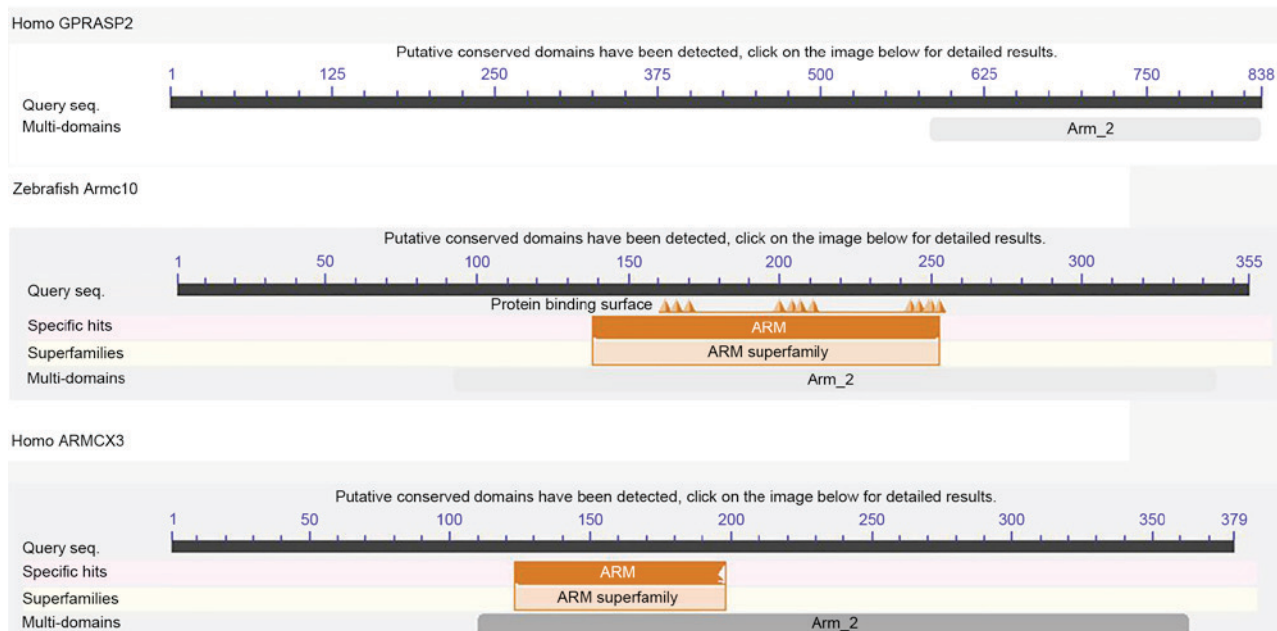 Homo GPRASP2
Putative conserved domains have been detected, click on the image below for detailed results.
1 125 250 375 500 625 750 838
Query seq.
Multi-domains Arm_2
Zebrafish Armc10
Putative conserved domains have been detected, click on the image below for detailed results.
1 50 100 150 200 250 300 355
Query seq.
Protein binding surface
Specific hits ARM
Superfamilies ARM superfamily
Multi-domains Arm_2
Homo ARMCX3
Putative conserved domains have been detected, click on the image below for detailed results.
1 50 100 150 200 250 300 350 379
Query seq.
Specific hits ARM
Superfamilies ARM superfamily
Multi-domains Arm_2